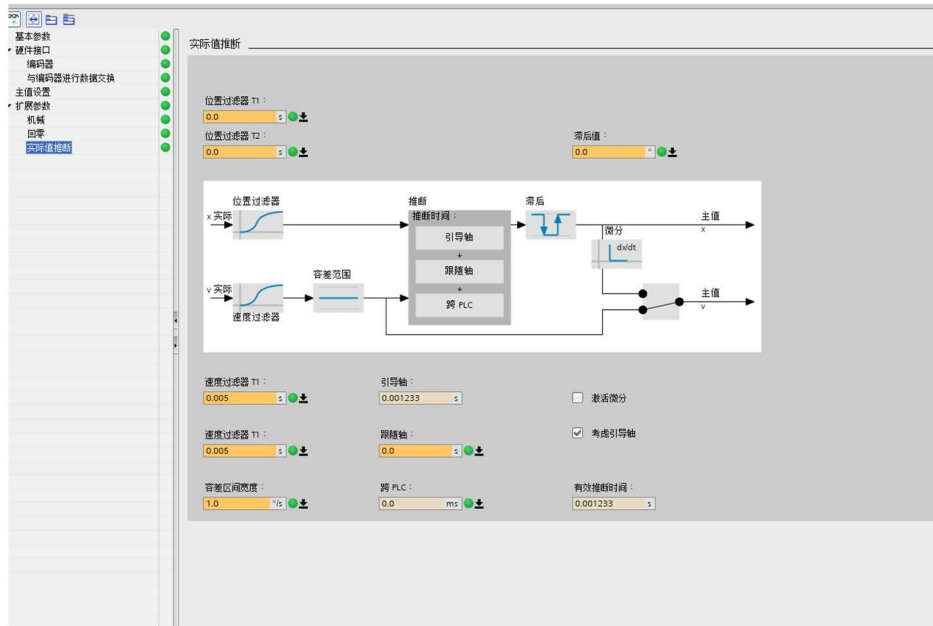 基本参数
硬件接口
编码器
与编码器进行数据交换
主值设置
扩展参数
机械
回零
实际值推断
实际值推断
位置过滤器 T1：
0.0 s
位置过滤器 T2：
0.0 s
滞后值：
0.0 °
位置过滤器
x 实际
推断
推断时间：
引导轴
+
跟随轴
+
跨 PLC
滞后
主值
x
微分
dx/dt
容差范围
v 实际
速度过滤器
主值
v
速度过滤器 T1：
0.005 s
引导轴：
0.001233 s
激活微分
速度过滤器 T1：
0.005 s
跟随轴：
0.0 s
考虑引导轴
容差区间宽度：
1.0 °/s
跨 PLC：
0.0 ms
有效推断时间：
0.001233 s